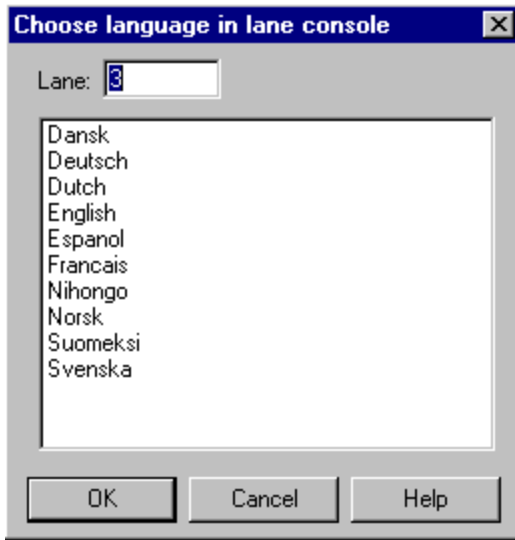 Choose language in lane console
Lane: 3
Dansk
Deutsch
Dutch
English
Espanol
Francais
Nihongo
Norsk
Suomeksi
Svenska
OK Cancel Help